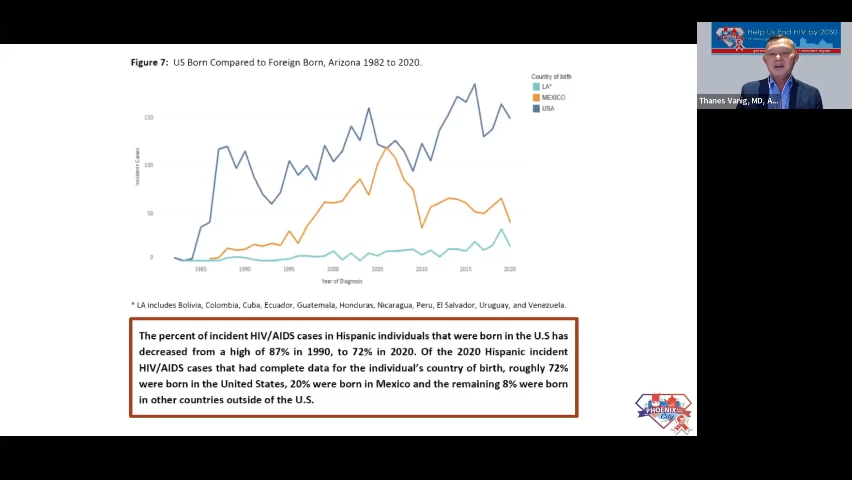 Help Us End HIV by 2030
Thanes Vanig, MD, A...
Figure 7: US Born Compared to Foreign Born, Arizona 1982 to 2020.
Country of birth
LA*
MEXICO
USA
Incident Cases
150
100
50
0
1985 1990 1995 2000 2005 2010 2015 2020
Year of Diagnosis
* LA includes Bolivia, Colombia, Cuba, Ecuador, Guatemala, Honduras, Nicaragua, Peru, El Salvador, Uruguay, and Venezuela.
The percent of incident HIV/AIDS cases in Hispanic individuals that were born in the U.S has
decreased from a high of 87% in 1990, to 72% in 2020. Of the 2020 Hispanic incident
HIV/AIDS cases that had complete data for the individual's country of birth, roughly 72%
were born in the United States, 20% were born in Mexico and the remaining 8% were born
in other countries outside of the U.S.
PHOENIX
City